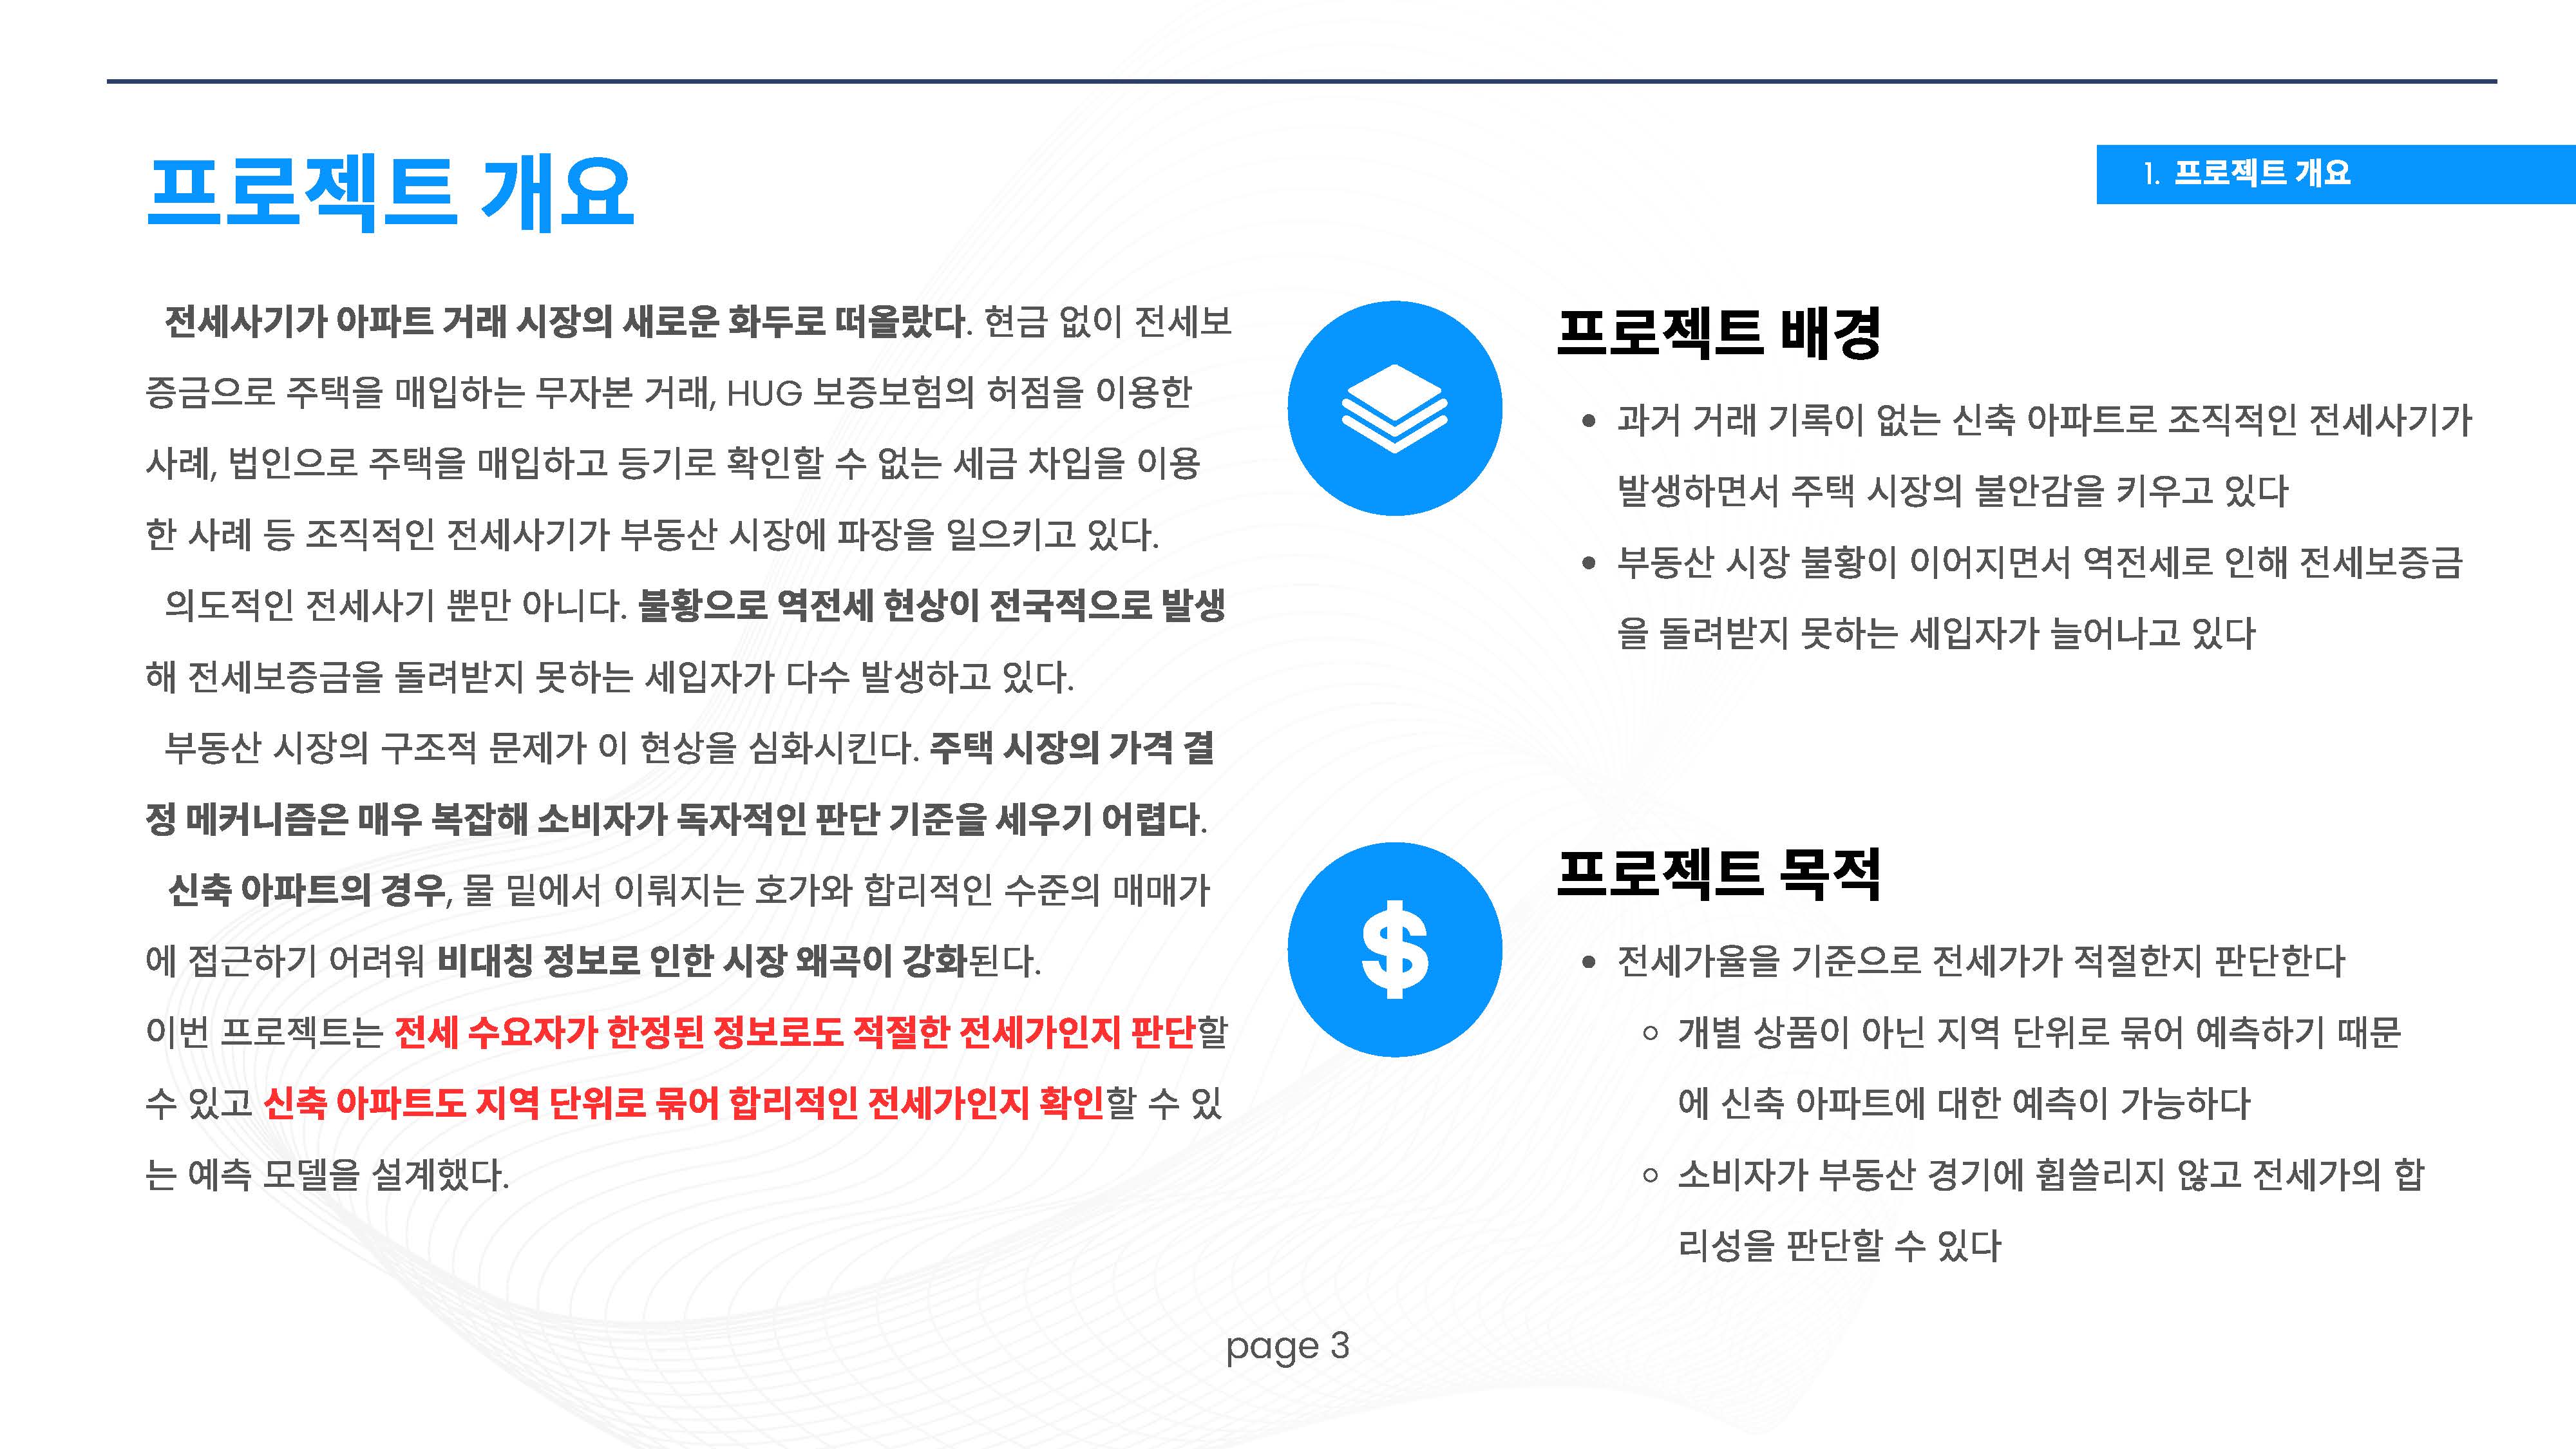 프로젝트 개요
1. 프로젝트 개요
전세사기가 아파트 거래 시장의 새로운 화두로 떠올랐다. 현금 없이 전세보
증금으로 주택을 매입하는 무자본 거래, HUG 보증보험의 허점을 이용한
사례, 법인으로 주택을 매입하고 등기로 확인할 수 없는 세금 차입을 이용
한 사례 등 조직적인 전세사기가 부동산 시장에 파장을 일으키고 있다.
의도적인 전세사기 뿐만 아니다. 불황으로 역전세 현상이 전국적으로 발생
해 전세보증금을 돌려받지 못하는 세입자가 다수 발생하고 있다.
부동산 시장의 구조적 문제가 이 현상을 심화시킨다. 주택 시장의 가격 결
정 메커니즘은 매우 복잡해 소비자가 독자적인 판단 기준을 세우기 어렵다.
신축 아파트의 경우, 물 밑에서 이뤄지는 호가와 합리적인 수준의 매매가
에 접근하기 어려워 비대칭 정보로 인한 시장 왜곡이 강화된다.
이번 프로젝트는 전세 수요자가 한정된 정보로도 적절한 전세가인지 판단할
수 있고 신축 아파트도 지역 단위로 묶어 합리적인 전세가인지 확인할 수 있
는 예측 모델을 설계했다.
프로젝트 배경
• 과거 거래 기록이 없는 신축 아파트로 조직적인 전세사기가
발생하면서 주택 시장의 불안감을 키우고 있다
• 부동산 시장 불황이 이어지면서 역전세로 인해 전세보증금
을 돌려받지 못하는 세입자가 늘어나고 있다
프로젝트 목적
• 전세가율을 기준으로 전세가가 적절한지 판단한다
◦ 개별 상품이 아닌 지역 단위로 묶어 예측하기 때문
에 신축 아파트에 대한 예측이 가능하다
◦ 소비자가 부동산 경기에 휩쓸리지 않고 전세가의 합
리성을 판단할 수 있다
page 3